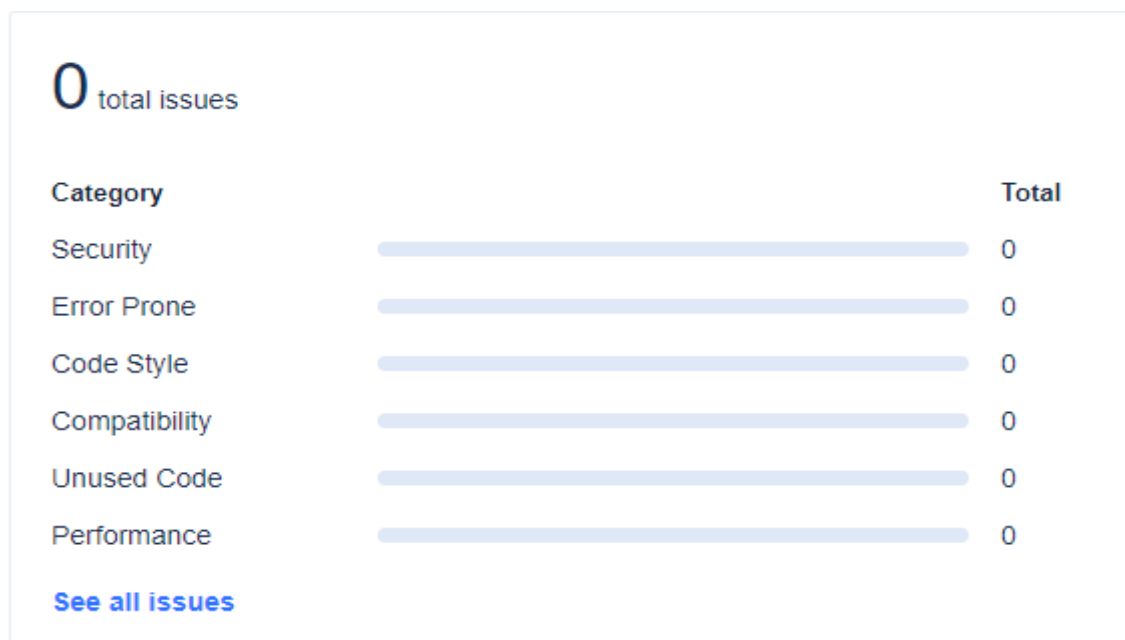 0 total issues
Category Total
Security 0
Error Prone 0
Code Style 0
Compatibility 0
Unused Code 0
Performance 0
See all issues